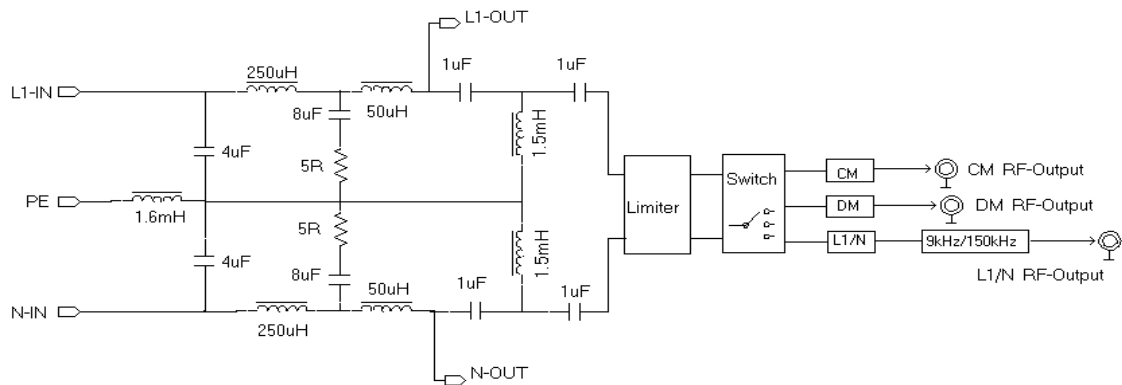 L1-OUT
1uF
1uF
250uH
L1-IN
8uF
50uH
1.5mH
4uF
5R
CM
CM RF-Output
PE
Switch
Limiter
DM
DM RF-Output
1.6mH
5R
L1/N
9kHz/150kHz
1.5mH
4uF
L1/N RF-Output
8uF
50uH
1uF
1uF
N-IN
250uH
N-OUT